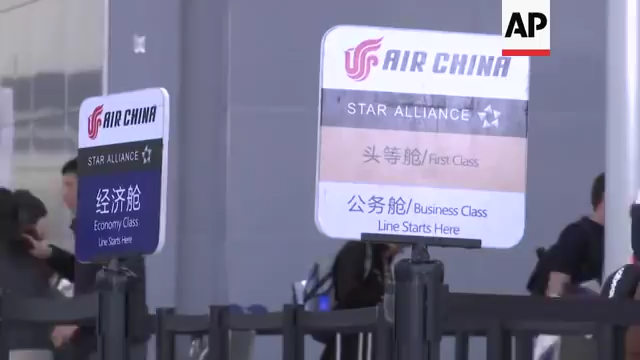 AP
AIR CHINA
STAR ALLIANCE
经济舱
Economy Class
Line Starts Here
AIR CHINA
STAR ALLIANCE
头等舱/First Class
公务舱/Business Class
Line Starts Here